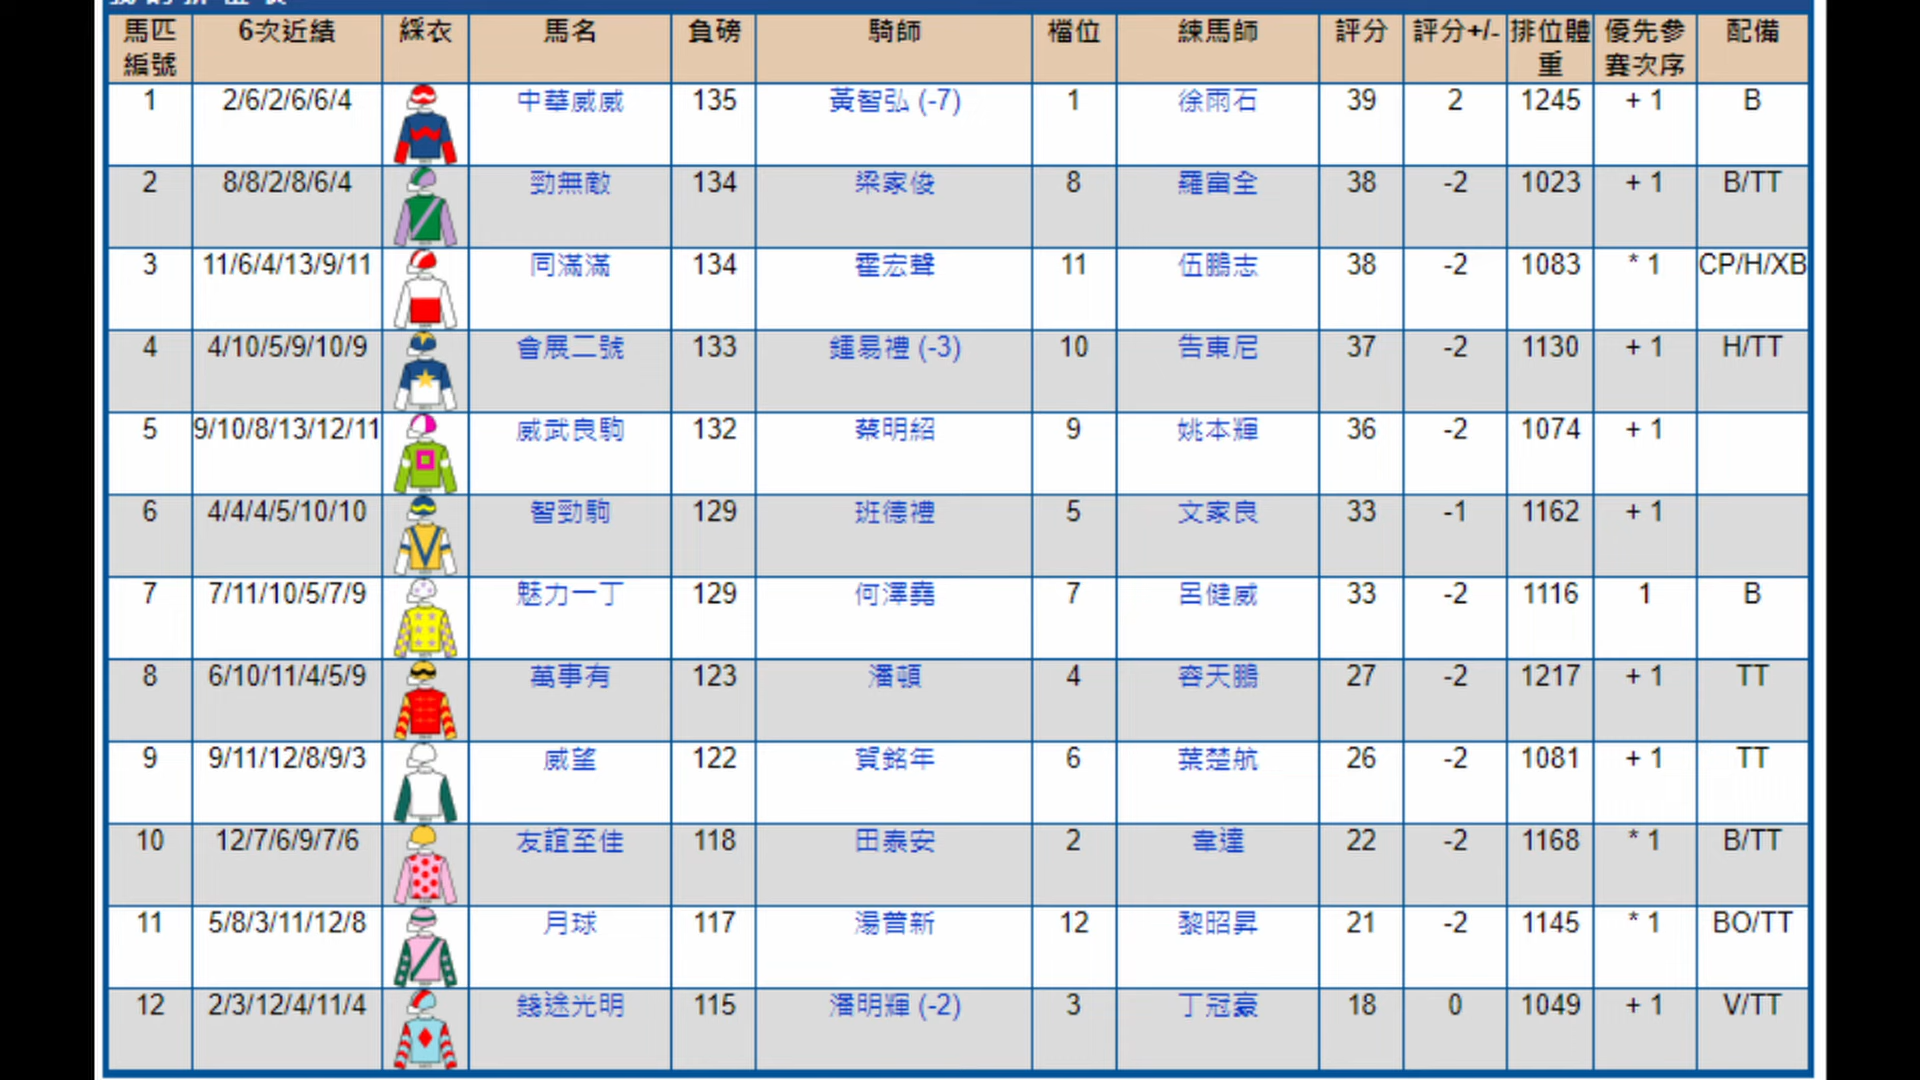 馬匹編號 6次近績 綵衣 馬名 負磅 騎師 檔位 練馬師 評分 評分+/- 排位體重 優先參賽次序 配備
1 2/6/2/6/6/4 中華威威 135 黃智弘 (-7) 1 徐雨石 39 2 1245 + 1 B
2 8/8/2/8/6/4 勁無敵 134 梁家俊 8 羅富全 38 -2 1023 + 1 B/TT
3 11/6/4/13/9/11 同滿滿 134 霍宏聲 11 伍鵬志 38 -2 1083 * 1 CP/H/XB
4 4/10/5/9/10/9 會展二號 133 鍾易禮 (-3) 10 告東尼 37 -2 1130 + 1 H/TT
5 9/10/8/13/12/11 威武良駒 132 蔡明紹 9 姚本輝 36 -2 1074 + 1
6 4/4/4/5/10/10 智勁駒 129 班德禮 5 文家良 33 -1 1162 + 1
7 7/11/10/5/7/9 魅力一丁 129 何澤堯 7 呂健威 33 -2 1116 1 B
8 6/10/11/4/5/9 萬事有 123 潘頓 4 容天鵬 27 -2 1217 + 1 TT
9 9/11/12/8/9/3 威望 122 賀銘年 6 葉楚航 26 -2 1081 + 1 TT
10 12/7/6/9/7/6 友誼至佳 118 田泰安 2 韋達 22 -2 1168 * 1 B/TT
11 5/8/3/11/12/8 月球 117 湯普新 12 黎昭昇 21 -2 1145 * 1 BO/TT
12 2/3/12/4/11/4 錢途光明 115 潘明輝 (-2) 3 丁冠豪 18 0 1049 + 1 V/TT